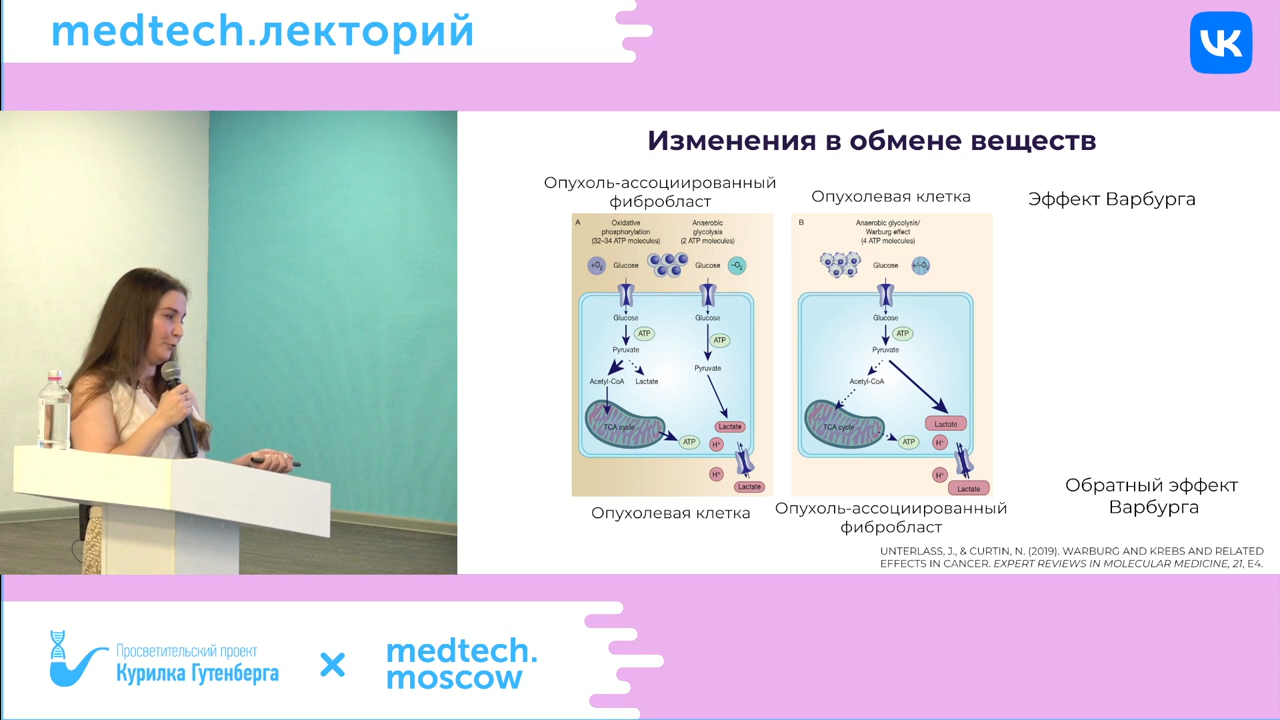 medtech.лекторий
VK
Изменения в обмене веществ
Опухоль-ассоциированный
фибробласт
Опухолевая клетка
Эффект Варбурга
A
Oxidative
phosphorylation
(32–34 ATP molecules)
Anaerobic
glycolysis
(2 ATP molecules)
+O₂
Glucose
Glucose
–O₂
Glucose
Glucose
ATP
ATP
Pyruvate
Pyruvate
Acetyl-CoA
Lactate
TCA cycle
ATP
Lactate
H⁺
H⁺
Lactate
B
Anaerobic glycolysis/
Warburg effect
(4 ATP molecules)
Glucose
+/–O₂
Glucose
ATP
Pyruvate
Acetyl-CoA
TCA cycle
ATP
Lactate
H⁺
H⁺
Lactate
Опухолевая клетка
Опухоль-ассоциированный
фибробласт
Обратный эффект
Варбурга
UNTERLASS, J., & CURTIN, N. (2019). WARBURG AND KREBS AND RELATED
EFFECTS IN CANCER. EXPERT REVIEWS IN MOLECULAR MEDICINE, 21, E4.
Просветительский проект
Курилка Гутенберга
×
medtech.
moscow